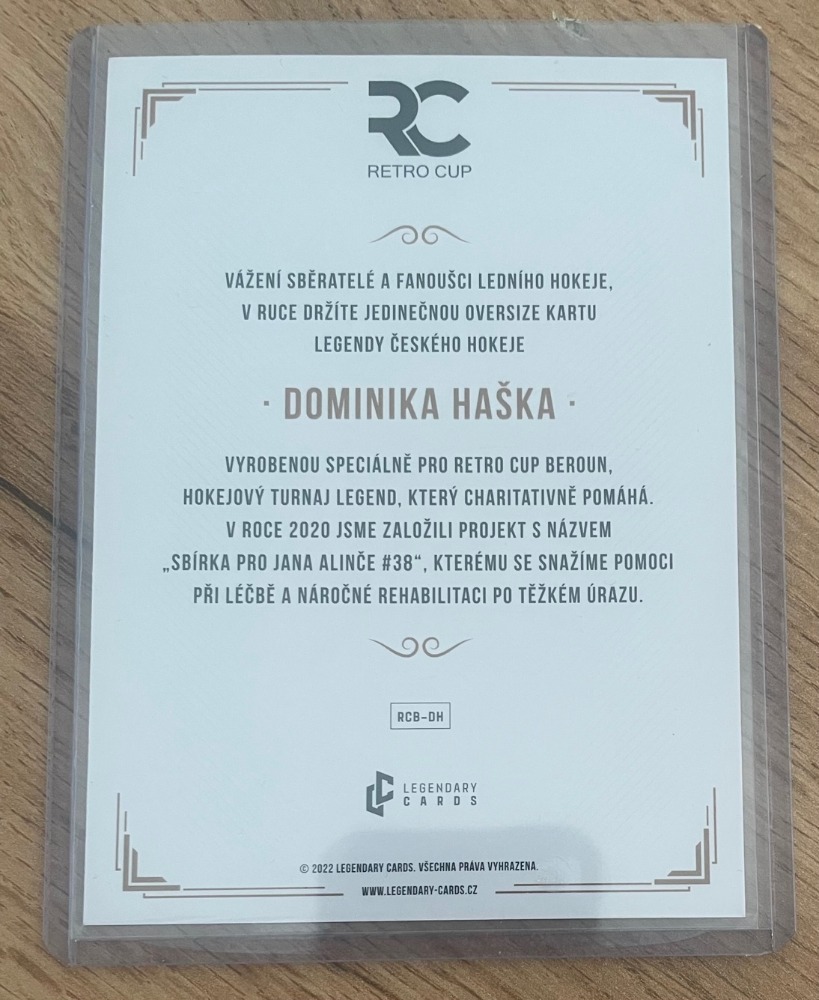 RC
RETRO CUP
VÁŽENÍ SBĚRATELÉ A FANOUŠCI LEDNÍHO HOKEJE,
V RUCE DRŽÍTE JEDINEČNOU OVERSIZE KARTU
LEGENDY ČESKÉHO HOKEJE
· DOMINIKA HAŠKA ·
VYROBENOU SPECIÁLNĚ PRO RETRO CUP BEROUN,
HOKEJOVÝ TURNAJ LEGEND, KTERÝ CHARITATIVNĚ POMÁHÁ.
V ROCE 2020 JSME ZALOŽILI PROJEKT S NÁZVEM
„SBÍRKA PRO JANA ALINČE #38“, KTERÉMU SE SNAŽÍME POMOCI
PŘI LÉČBĚ A NÁROČNÉ REHABILITACI PO TĚŽKÉM ÚRAZU.
RCB-DH
LEGENDARY
CARDS
© 2022 LEGENDARY CARDS. VŠECHNA PRÁVA VYHRAZENA.
WWW.LEGENDARY-CARDS.CZ